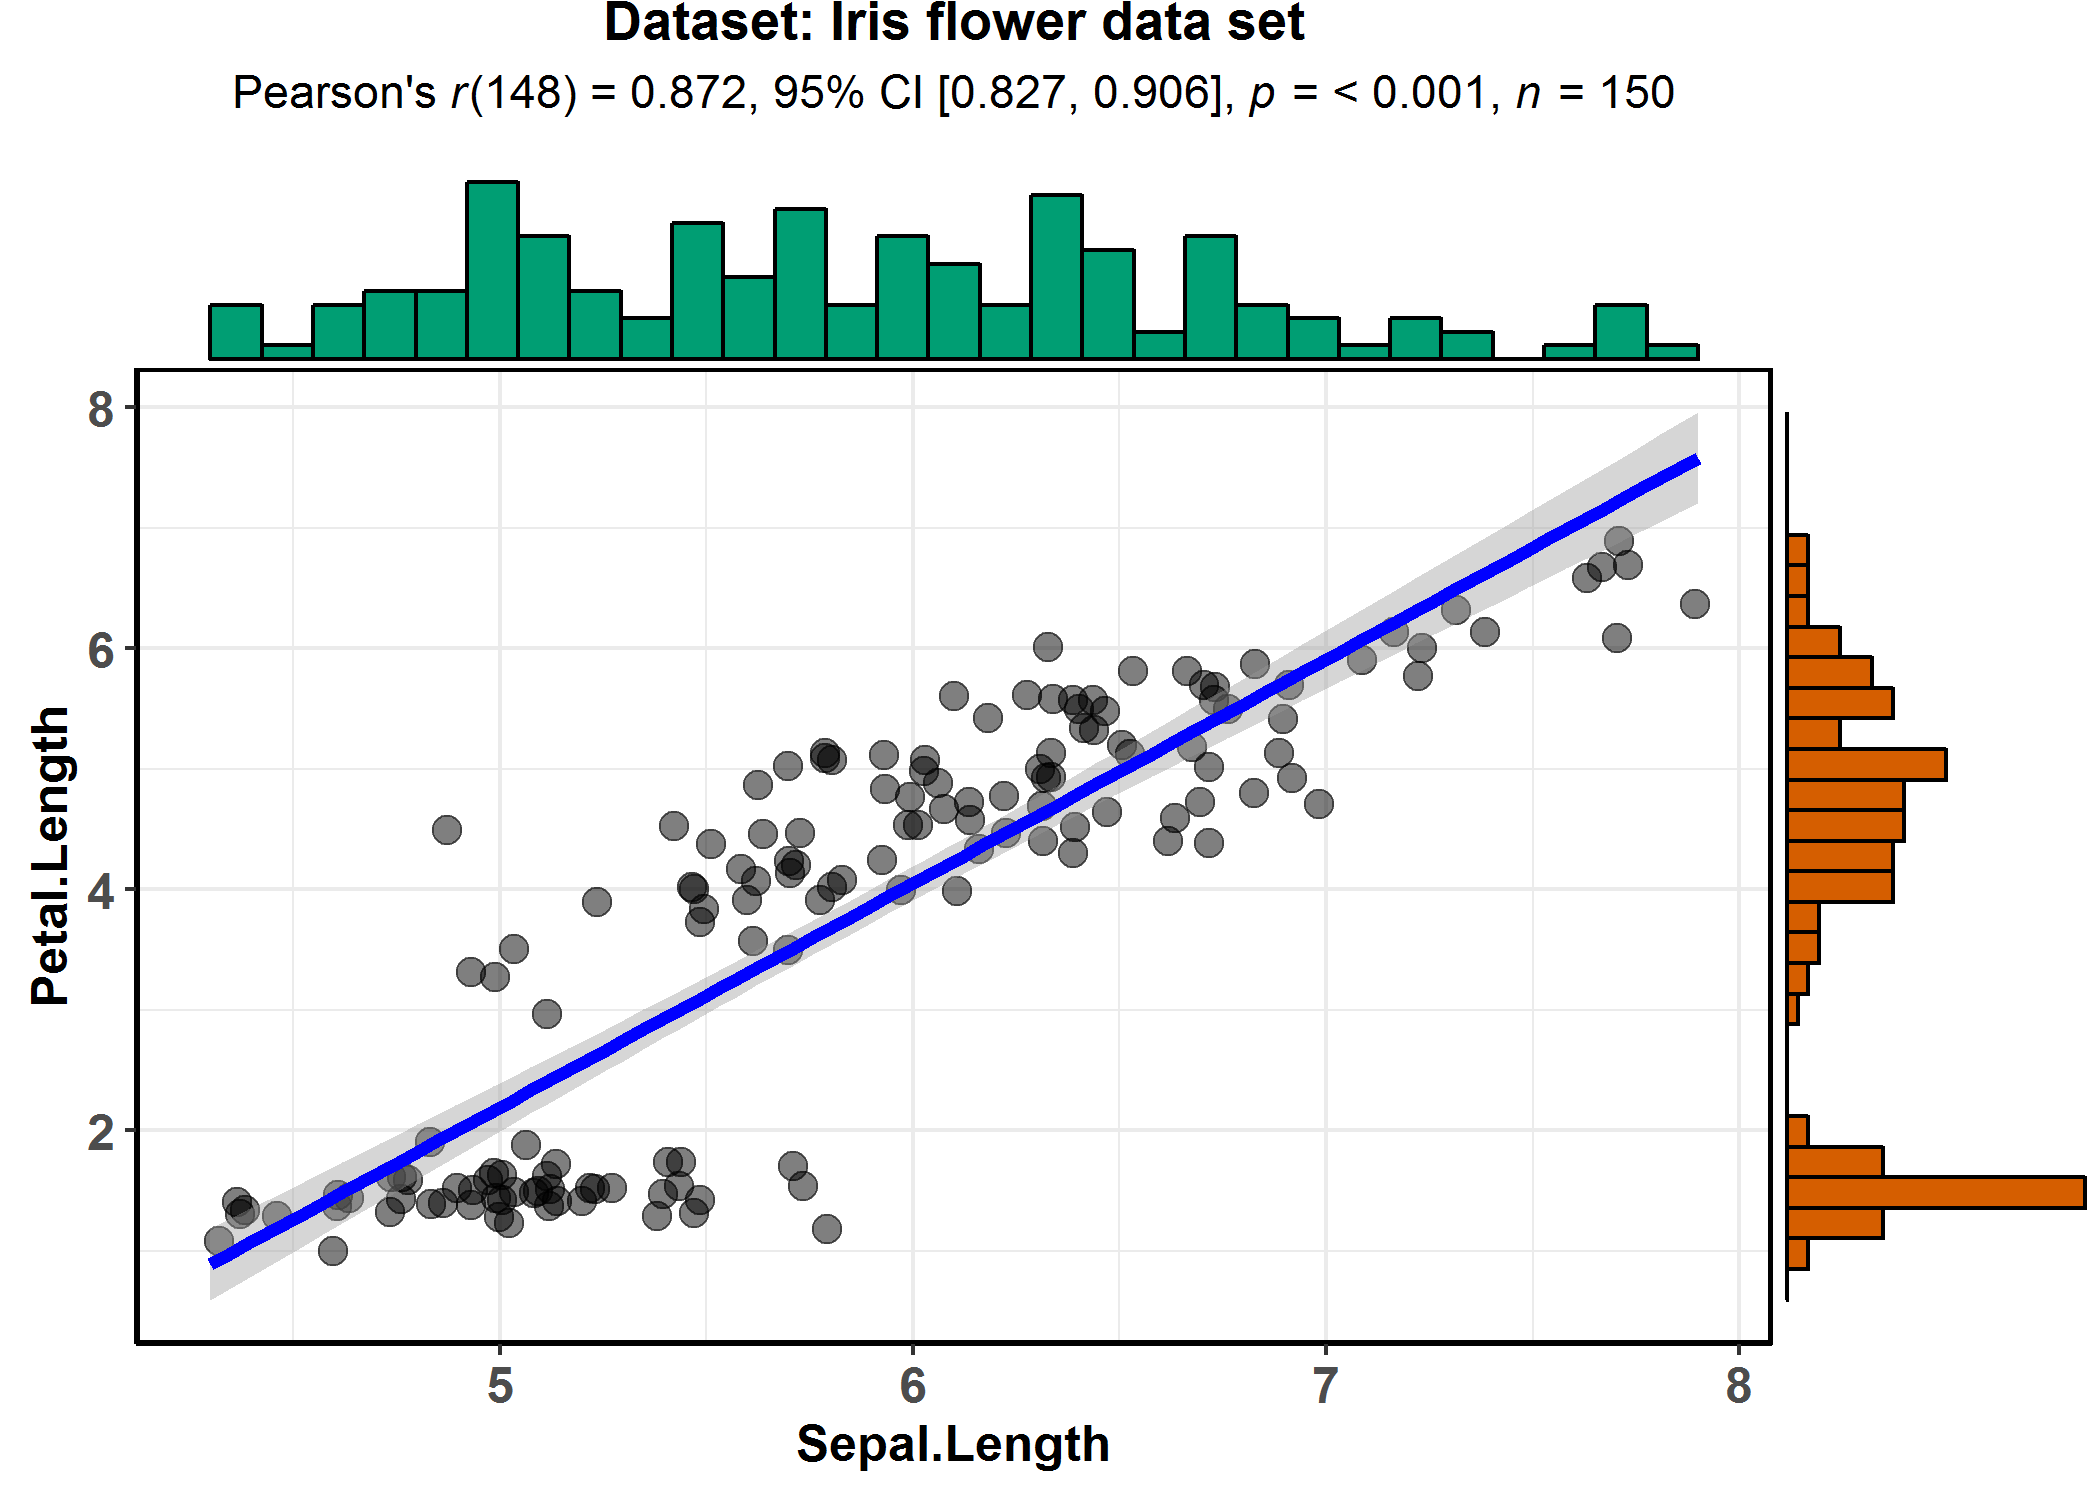 Dataset: Iris flower data set
Pearson's r(148) = 0.872, 95% CI [0.827, 0.906], p = < 0.001, n = 150
8
6
4
2
Petal.Length
5 6 7 8
Sepal.Length